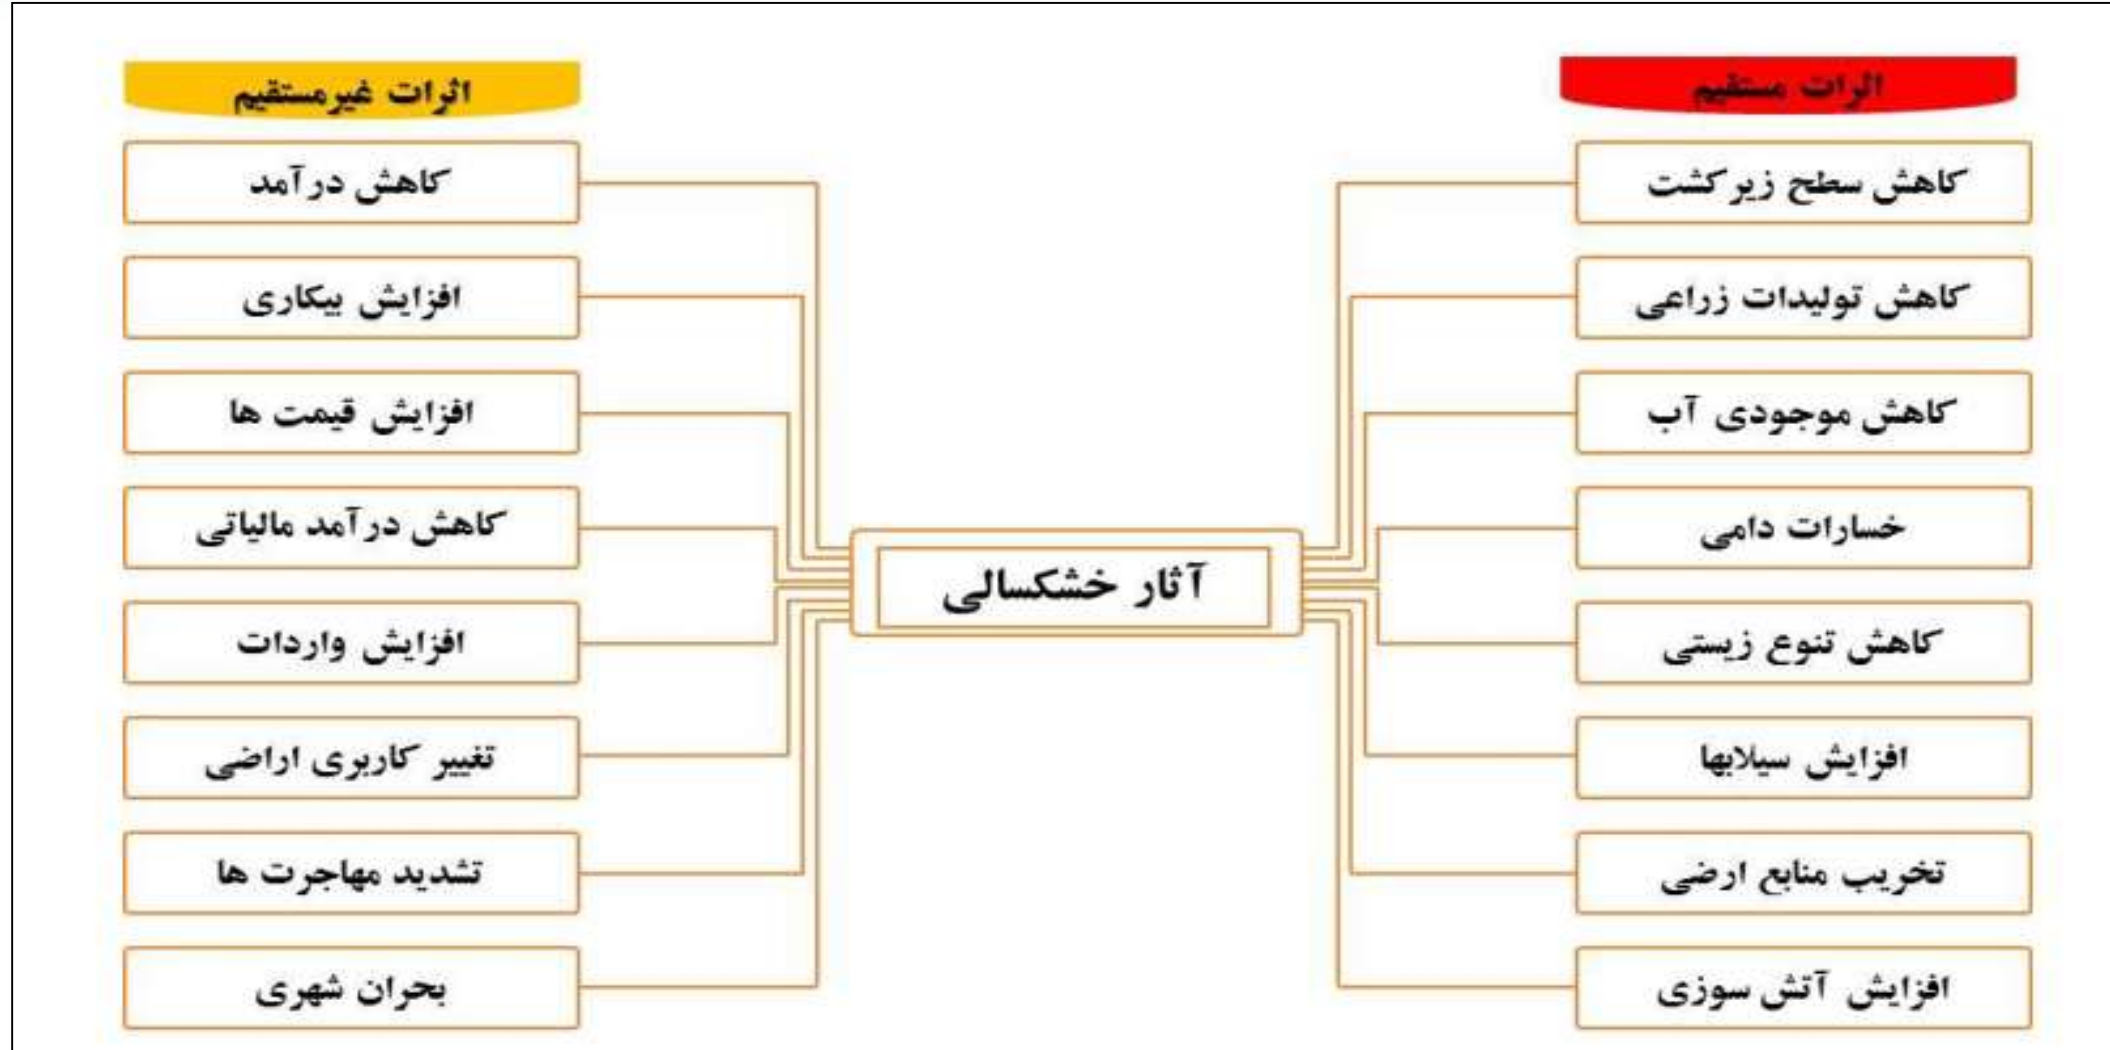 اثرات مستقیم
کاهش سطح زیر کشت
کاهش تولیدات زراعی
کاهش موجودی آب
خسارات دامی
کاهش تنوع زیستی
افزایش سیلابها
تخریب منابع ارضی
افزایش آتش سوزی
آثار خشکسالی
اثرات غیرمستقیم
کاهش درآمد
افزایش بیکاری
افزایش قیمت ها
کاهش درآمد مالیاتی
افزایش واردات
تغییر کاربری اراضی
تشدید مهاجرت ها
بحران شهری